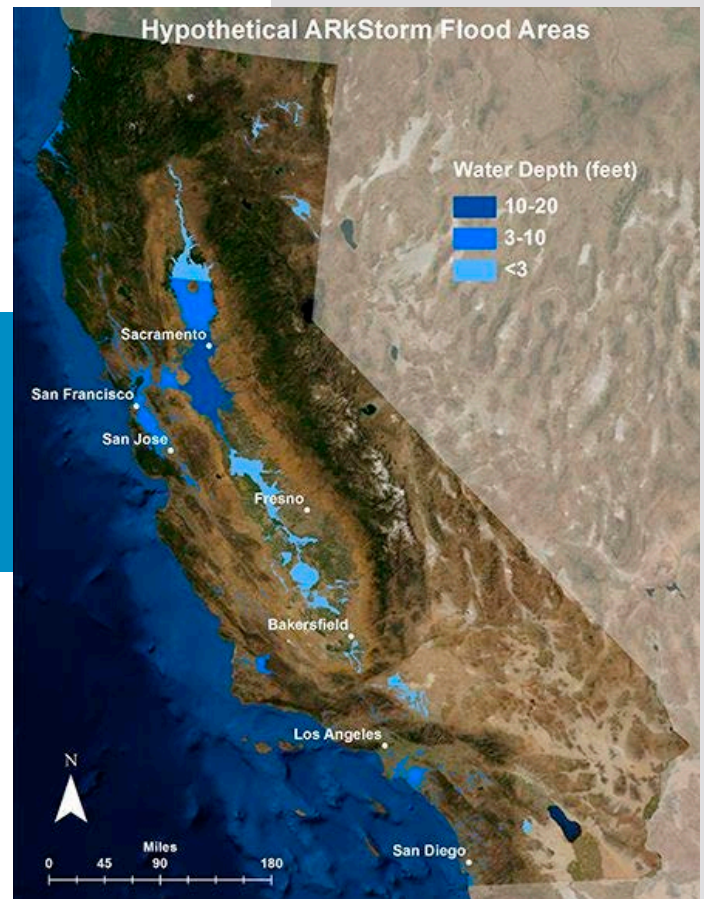 Hypothetical ARkStorm Flood Areas
Water Depth (feet)
10-20
3-10
<3
Sacramento
San Francisco
San Jose
Fresno
Bakersfield
Los Angeles
San Diego
N
Miles
0 45 90 180